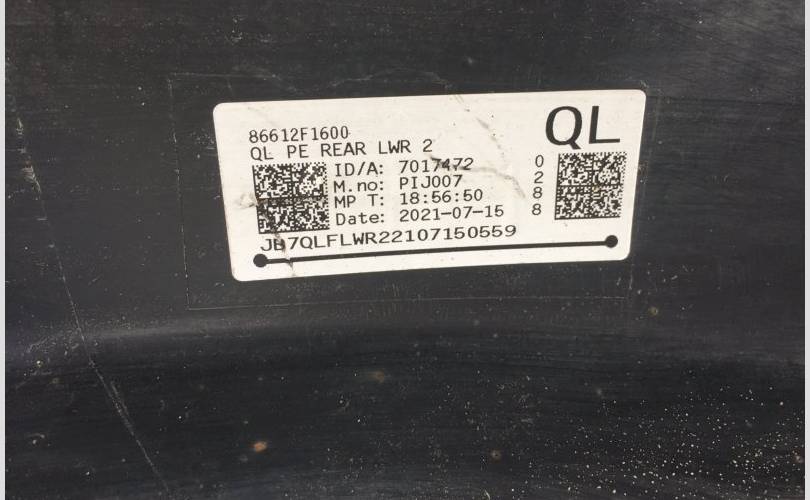 QL
86612F1600
QL PE REAR LWR 2
ID/A: 7017472
M.no: PIJ007
MP T: 18:56:50
Date: 2021-07-15
0
2
8
8
JB7QLFLWR22107150559